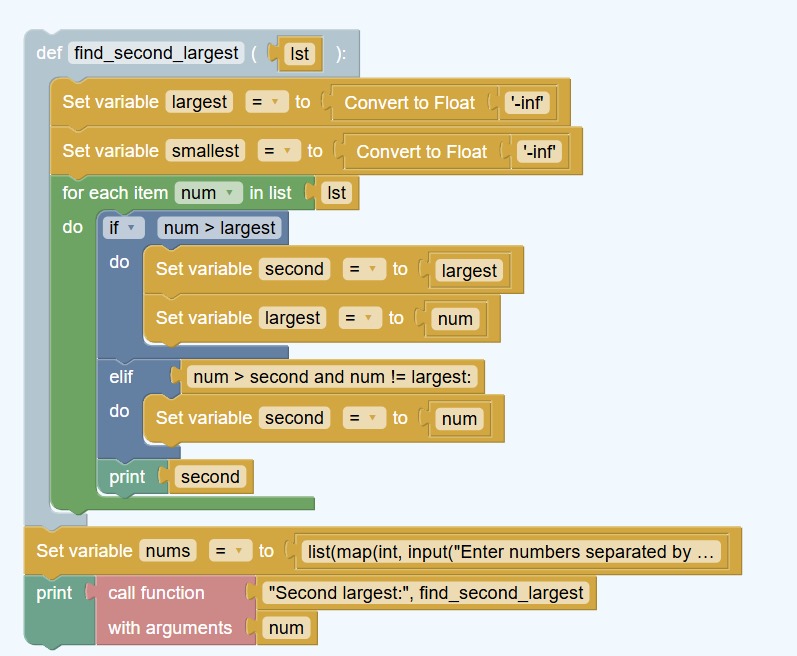 def find_second_largest ( lst ):
Set variable largest = to Convert to Float '-inf'
Set variable smallest = to Convert to Float '-inf'
for each item num in list lst
do if num > largest
do Set variable second = to largest
Set variable largest = to num
elif num > second and num != largest:
do Set variable second = to num
print second
Set variable nums = to list(map(int, input("Enter numbers separated by ...
print call function "Second largest:", find_second_largest
with arguments num